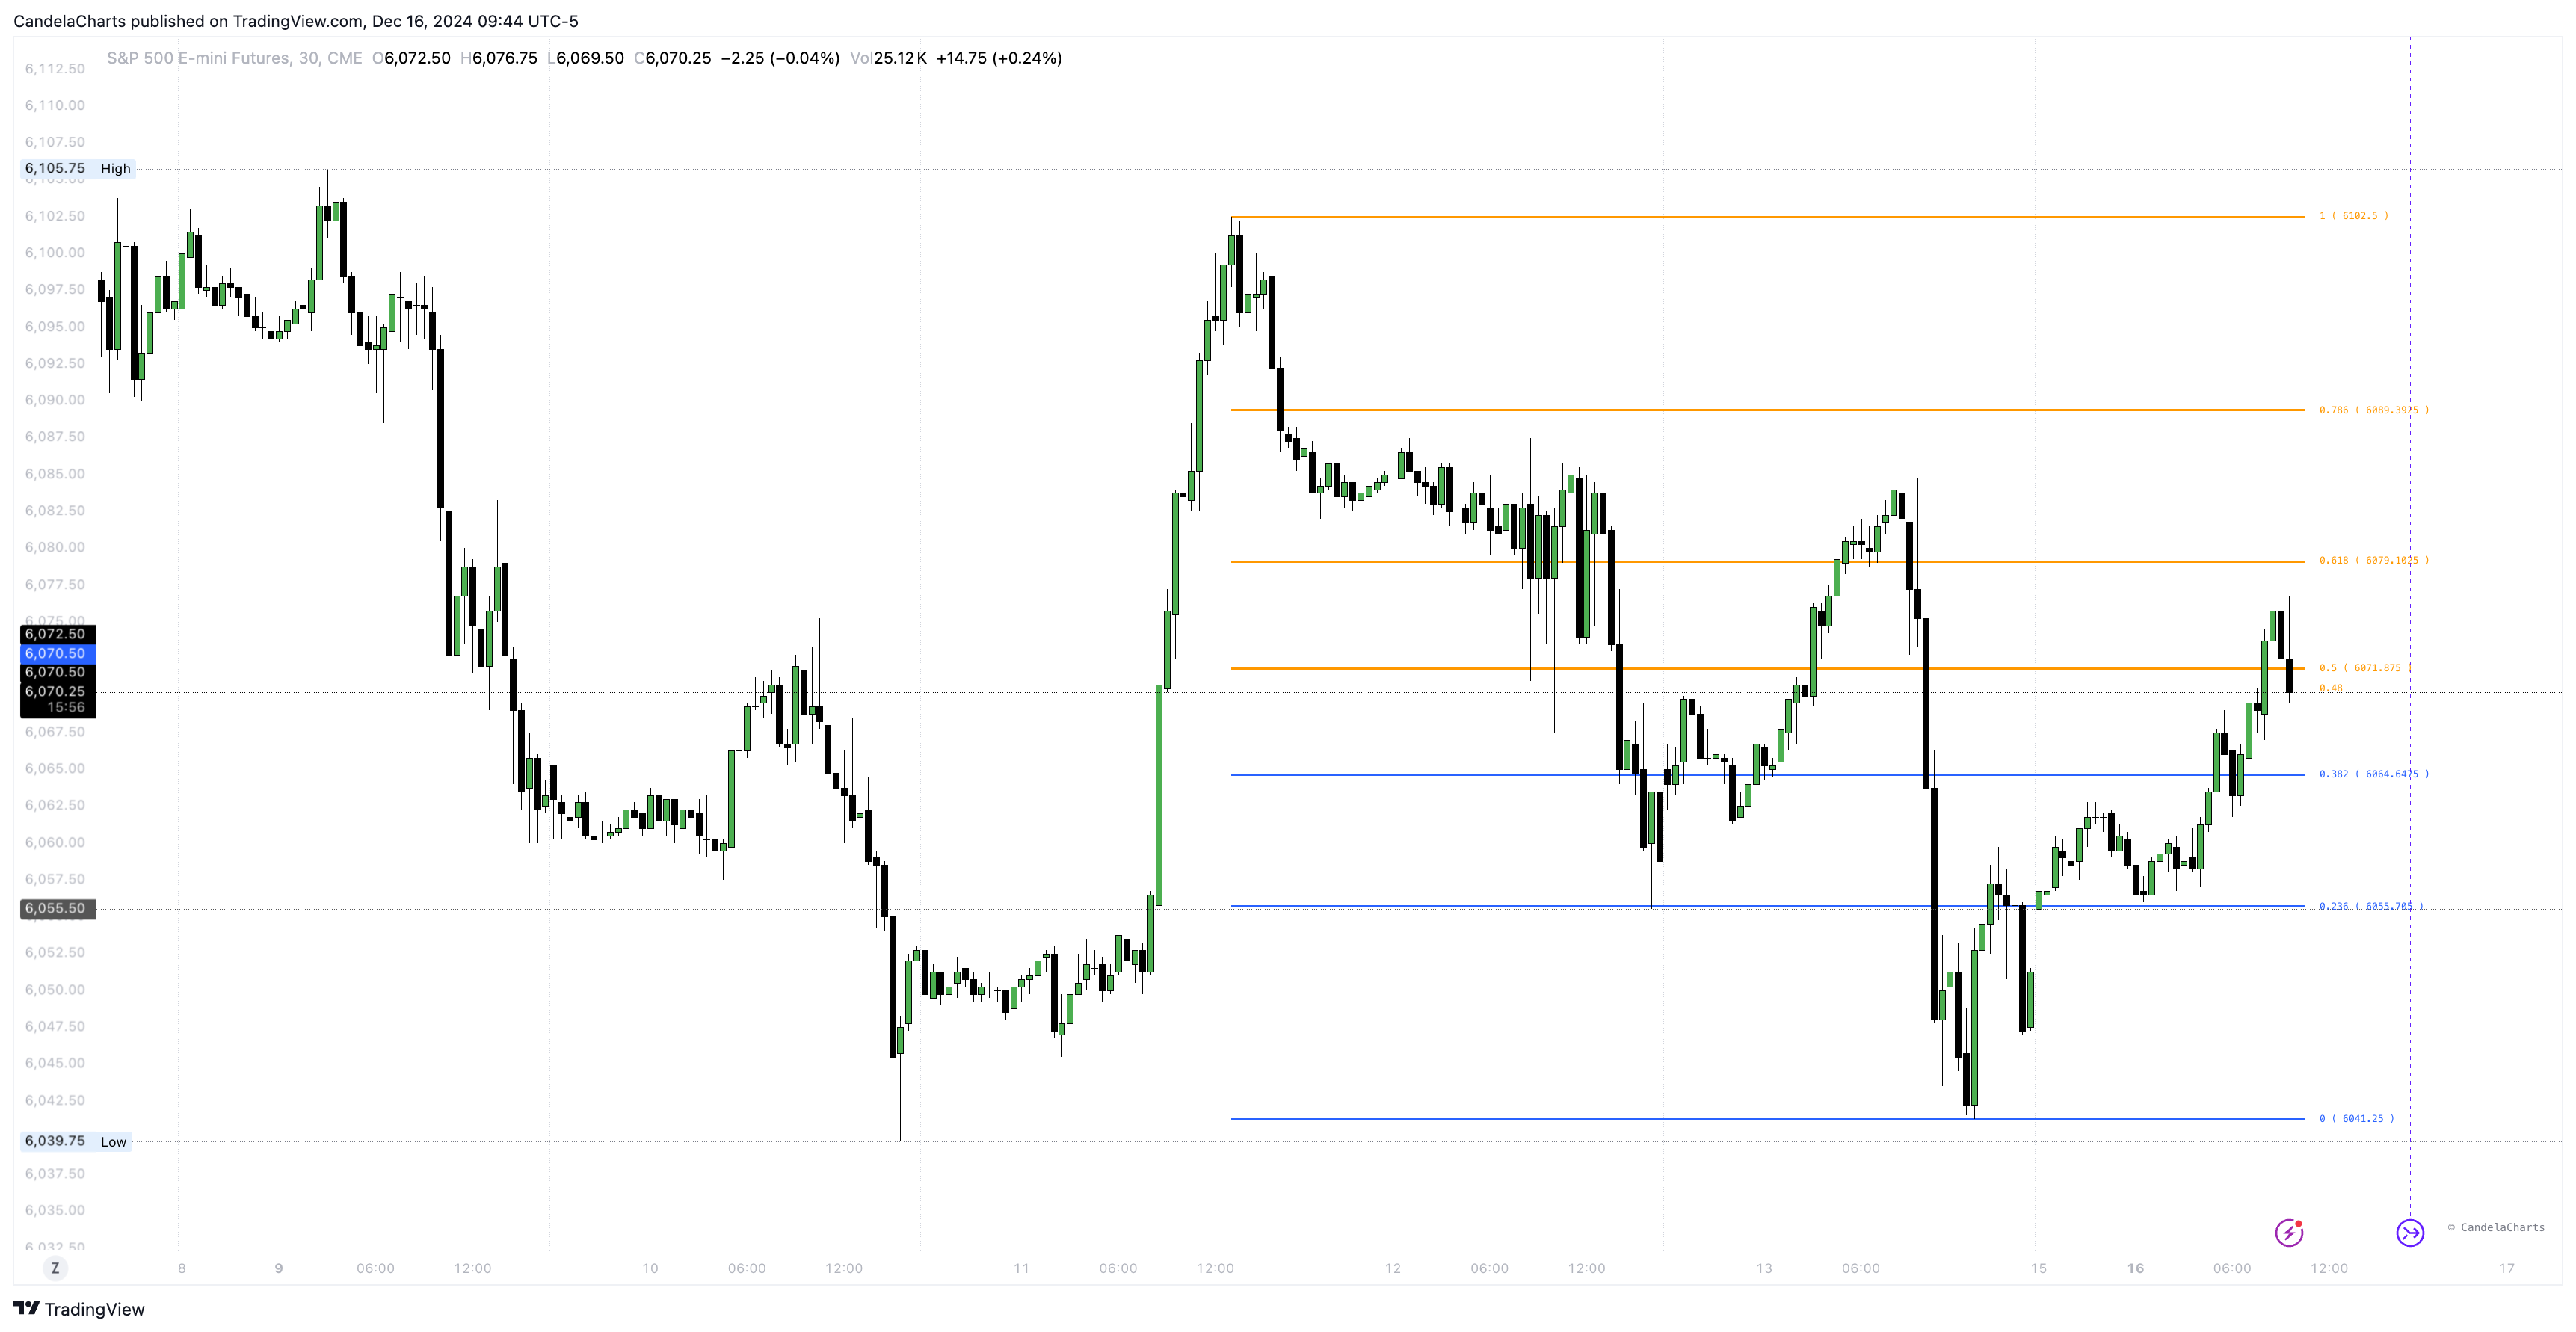 CandelaCharts published on TradingView.com, Dec 16, 2024 09:44 UTC-5
S&P 500 E-mini Futures, 30, CME O6,072.50 H6,076.75 L6,069.50 C6,070.25 −2.25 (−0.04%) Vol25.12K +14.75 (+0.24%)
6,112.50
6,110.00
6,107.50
6,105.75 High
6,102.50
1 ( 6102.5 )
6,100.00
6,097.50
6,095.00
6,092.50
6,090.00
0.786 ( 6089.3925 )
6,087.50
6,085.00
6,082.50
6,080.00
0.618 ( 6079.1025 )
6,077.50
6,075.00
6,072.50
6,070.50
0.5 ( 6071.875 )
6,070.50
0.48
6,070.25
15:56
6,067.50
6,065.00
0.382 ( 6064.6475 )
6,062.50
6,060.00
6,057.50
6,055.50
0.236 ( 6055.705 )
6,052.50
6,050.00
6,047.50
6,045.00
6,042.50
0 ( 6041.25 )
6,039.75 Low
6,037.50
6,035.00
© CandelaCharts
6,032.50
Z 8 9 06:00 12:00 10 06:00 12:00 11 06:00 12:00 12 06:00 12:00 13 06:00 15 16 06:00 12:00 17
TradingView